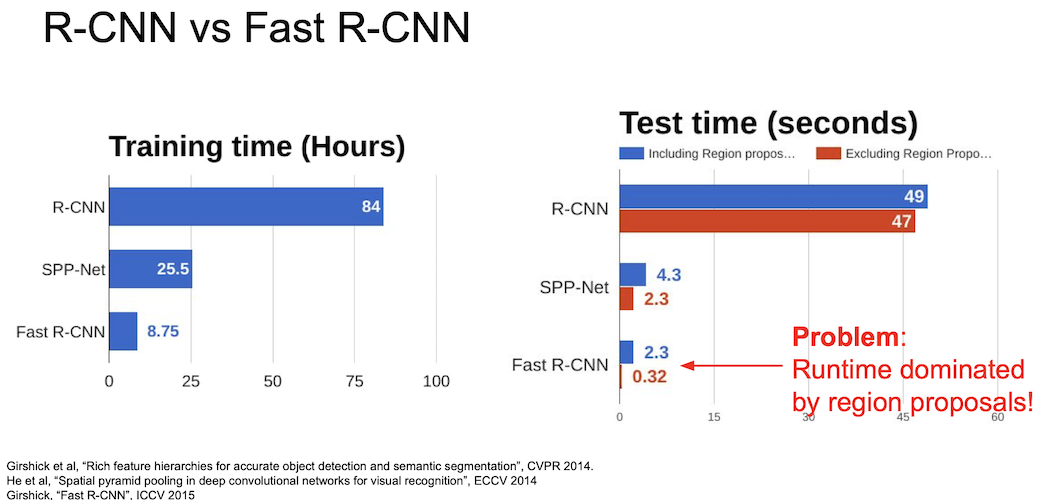 R-CNN vs Fast R-CNN
Training time (Hours)
R-CNN
84
SPP-Net
25.5
Fast R-CNN
8.75
0 25 50 75 100
Test time (seconds)
Including Region propos... Excluding Region Propo...
R-CNN
49
47
SPP-Net
4.3
2.3
Fast R-CNN
2.3
0.32
0 15 30 45 60
Problem:
Runtime dominated
by region proposals!
Girshick et al, “Rich feature hierarchies for accurate object detection and semantic segmentation”, CVPR 2014.
He et al, “Spatial pyramid pooling in deep convolutional networks for visual recognition”, ECCV 2014
Girshick, “Fast R-CNN”, ICCV 2015